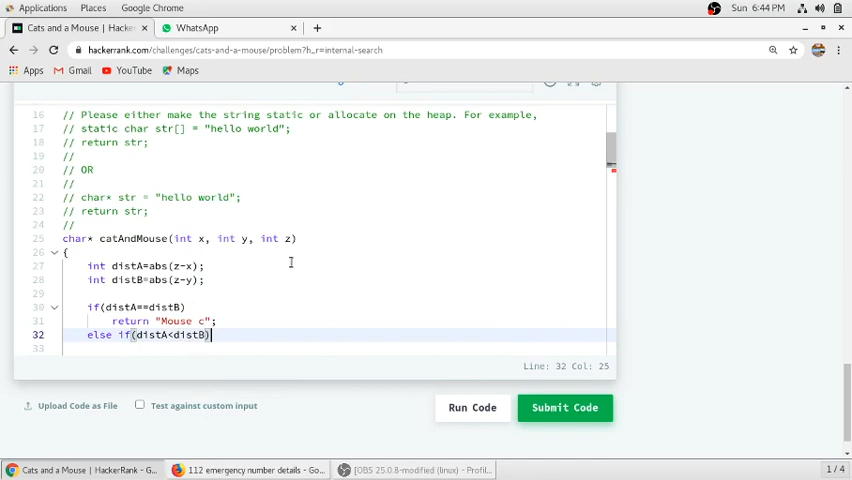 Applications Places Google Chrome Sun 6:44 PM
Cats and a Mouse | Hacker WhatsApp
hackerrank.com/challenges/cats-and-a-mouse/problem?h_r=internal-search
Apps Gmail YouTube Maps
16 // Please either make the string static or allocate on the heap. For example,
17 // static char str[] = "hello world";
18 // return str;
19 //
20 // OR
21 //
22 // char* str = "hello world";
23 // return str;
24 //
25 char* catAndMouse(int x, int y, int z)
26 {
27 int distA=abs(z-x);
28 int distB=abs(z-y);
29
30 if(distA==distB)
31 return "Mouse c";
32 else if(distA<distB)
33
Line: 32 Col: 25
Upload Code as File Test against custom input Run Code Submit Code
Cats and a Mouse | HackerRank - G... 112 emergency number details - Go... [OBS 25.0.8-modified (linux) - Profil... 1 / 4